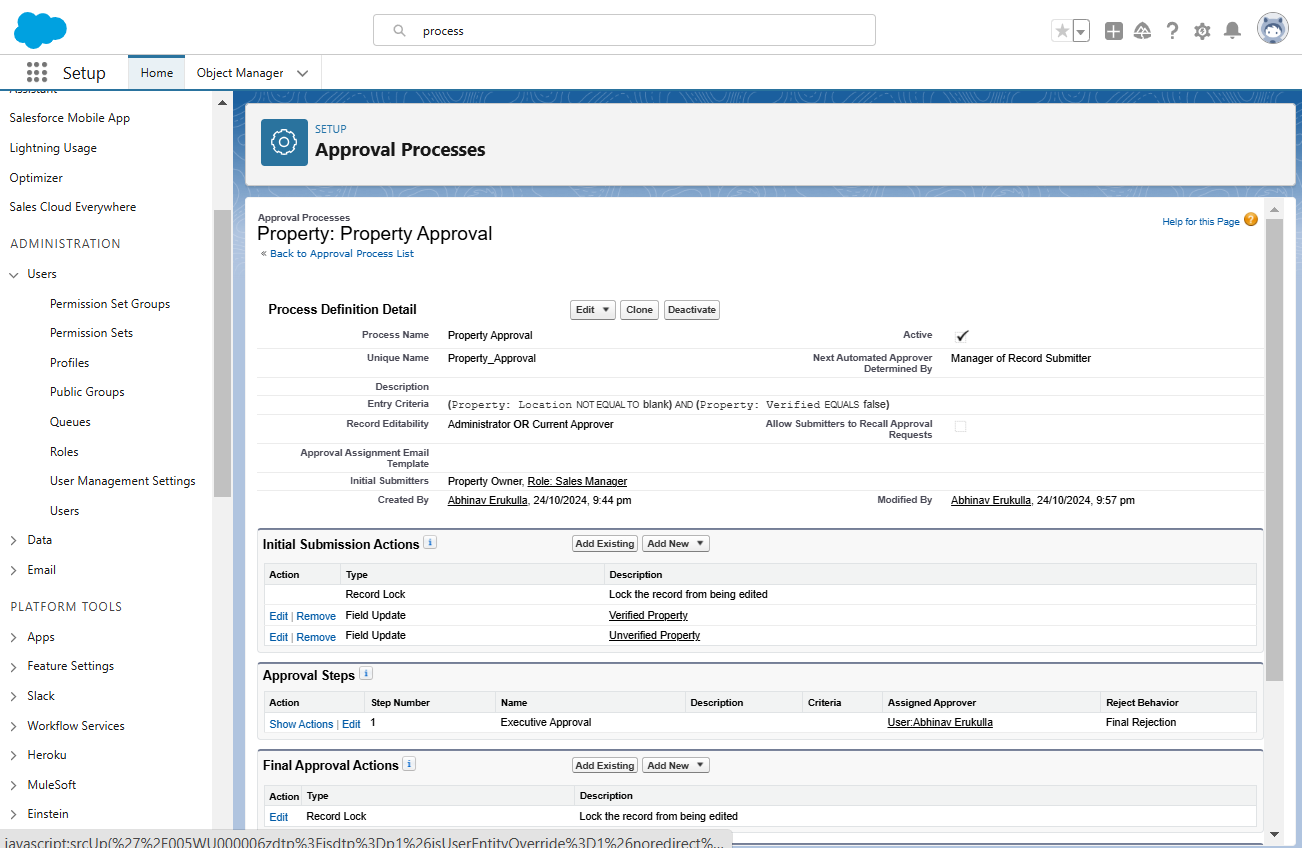 process
Setup
Home
Object Manager
Assistant
Salesforce Mobile App
Lightning Usage
Optimizer
Sales Cloud Everywhere
ADMINISTRATION
Users
Permission Set Groups
Permission Sets
Profiles
Public Groups
Queues
Roles
User Management Settings
Users
Data
Email
PLATFORM TOOLS
Apps
Feature Settings
Slack
Workflow Services
Heroku
MuleSoft
Einstein
SETUP
Approval Processes
Approval Processes
Property: Property Approval
« Back to Approval Process List
Help for this Page ?
Process Definition Detail Edit Clone Deactivate
Process Name Property Approval Active ✓
Unique Name Property_Approval Next Automated Approver Determined By Manager of Record Submitter
Description
Entry Criteria (Property: Location NOT EQUAL TO blank) AND (Property: Verified EQUALS false)
Record Editability Administrator OR Current Approver Allow Submitters to Recall Approval Requests
Approval Assignment Email Template
Initial Submitters Property Owner, Role: Sales Manager
Created By Abhinav Erukulla, 24/10/2024, 9:44 pm Modified By Abhinav Erukulla, 24/10/2024, 9:57 pm
Initial Submission Actions i Add Existing Add New
Action Type Description
Record Lock Lock the record from being edited
Edit | Remove Field Update Verified Property
Edit | Remove Field Update Unverified Property
Approval Steps i
Action Step Number Name Description Criteria Assigned Approver Reject Behavior
Show Actions | Edit 1 Executive Approval User:Abhinav Erukulla Final Rejection
Final Approval Actions i Add Existing Add New
Action Type Description
Edit Record Lock Lock the record from being edited
javascript:srcUp(%27%2F005WU000006zdtp%3Fisdtp%3Dp1%26isUserEntityOverride%3D1%26noredirect%...